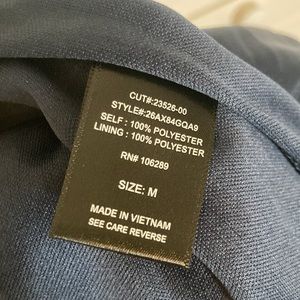 CUT#:23526-00
STYLE#:26AX84GQA9
SELF : 100% POLYESTER
LINING : 100% POLYESTER
RN# 106289
SIZE: M
MADE IN VIETNAM
SEE CARE REVERSE